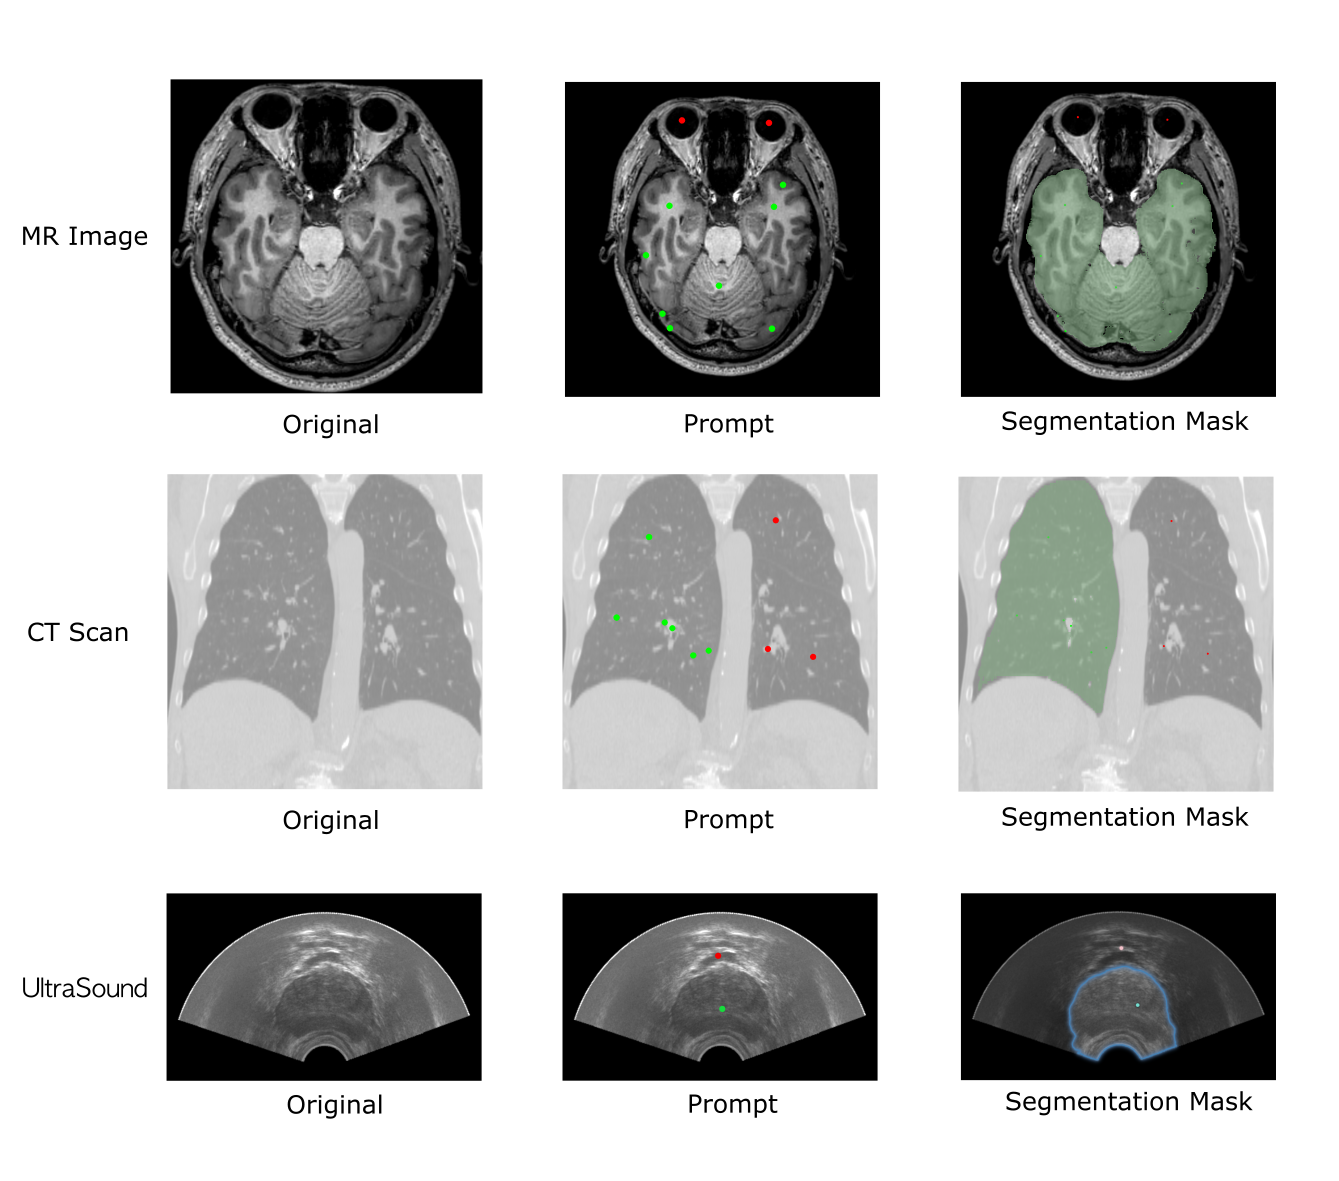 MR Image
Original
Prompt
Segmentation Mask
CT Scan
Original
Prompt
Segmentation Mask
UltraSound
Original
Prompt
Segmentation Mask